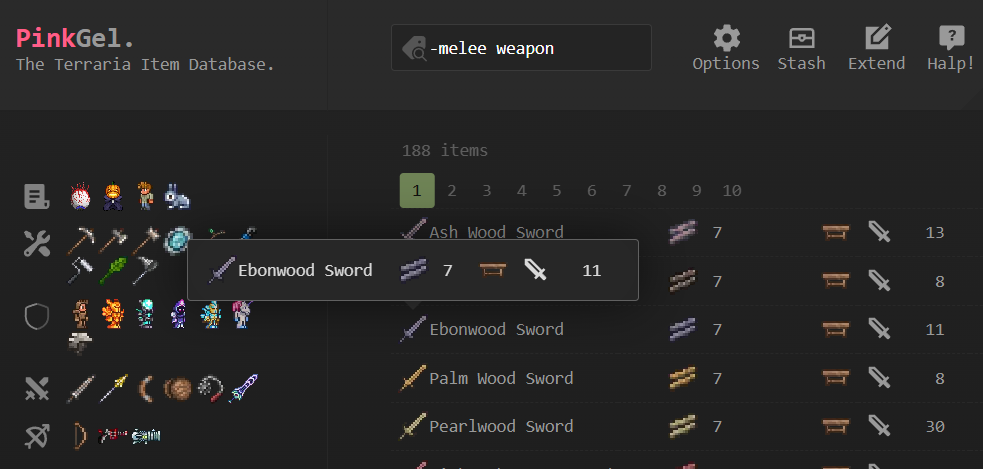 PinkGel.
The Terraria Item Database.
-melee weapon
Options Stash Extend Halp!
188 items
1 2 3 4 5 6 7 8 9 10
Ash Wood Sword 7 13
7 8
Ebonwood Sword 7 11
Ebonwood Sword 7 11
Palm Wood Sword 7 8
Pearlwood Sword 7 30